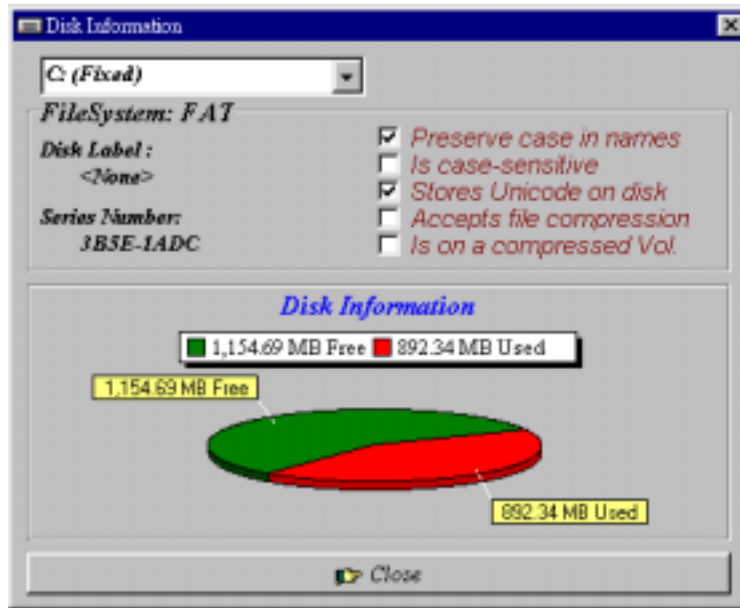 Disk Information
C: (Fixed)
FileSystem: FAT
Disk Label :
<None>
Series Number:
3B5E-1ADC
Preserve case in names
Is case-sensitive
Stores Unicode on disk
Accepts file compression
Is on a compressed Vol.
Disk Information
1,154.69 MB Free 892.34 MB Used
1,154.69 MB Free
892.34 MB Used
Close